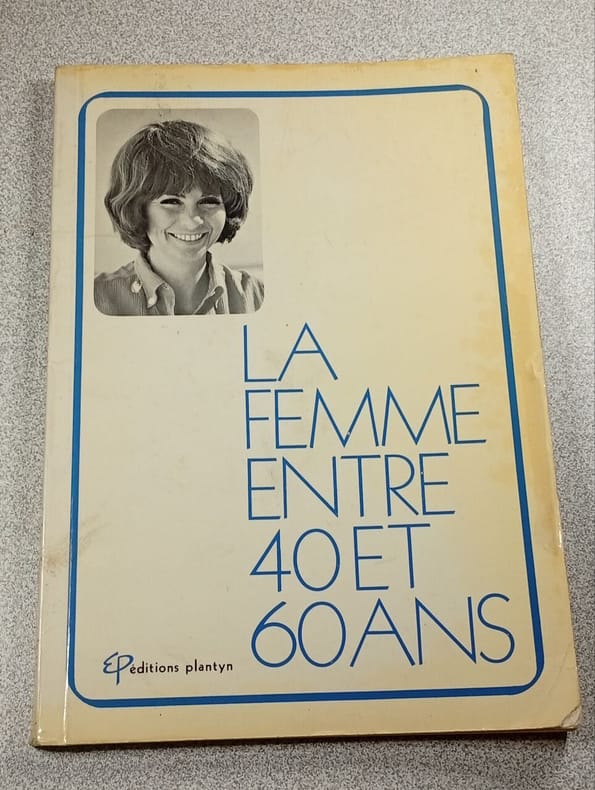 LA
FEMME
ENTRE
40 ET
60 ANS
EP éditions plantyn